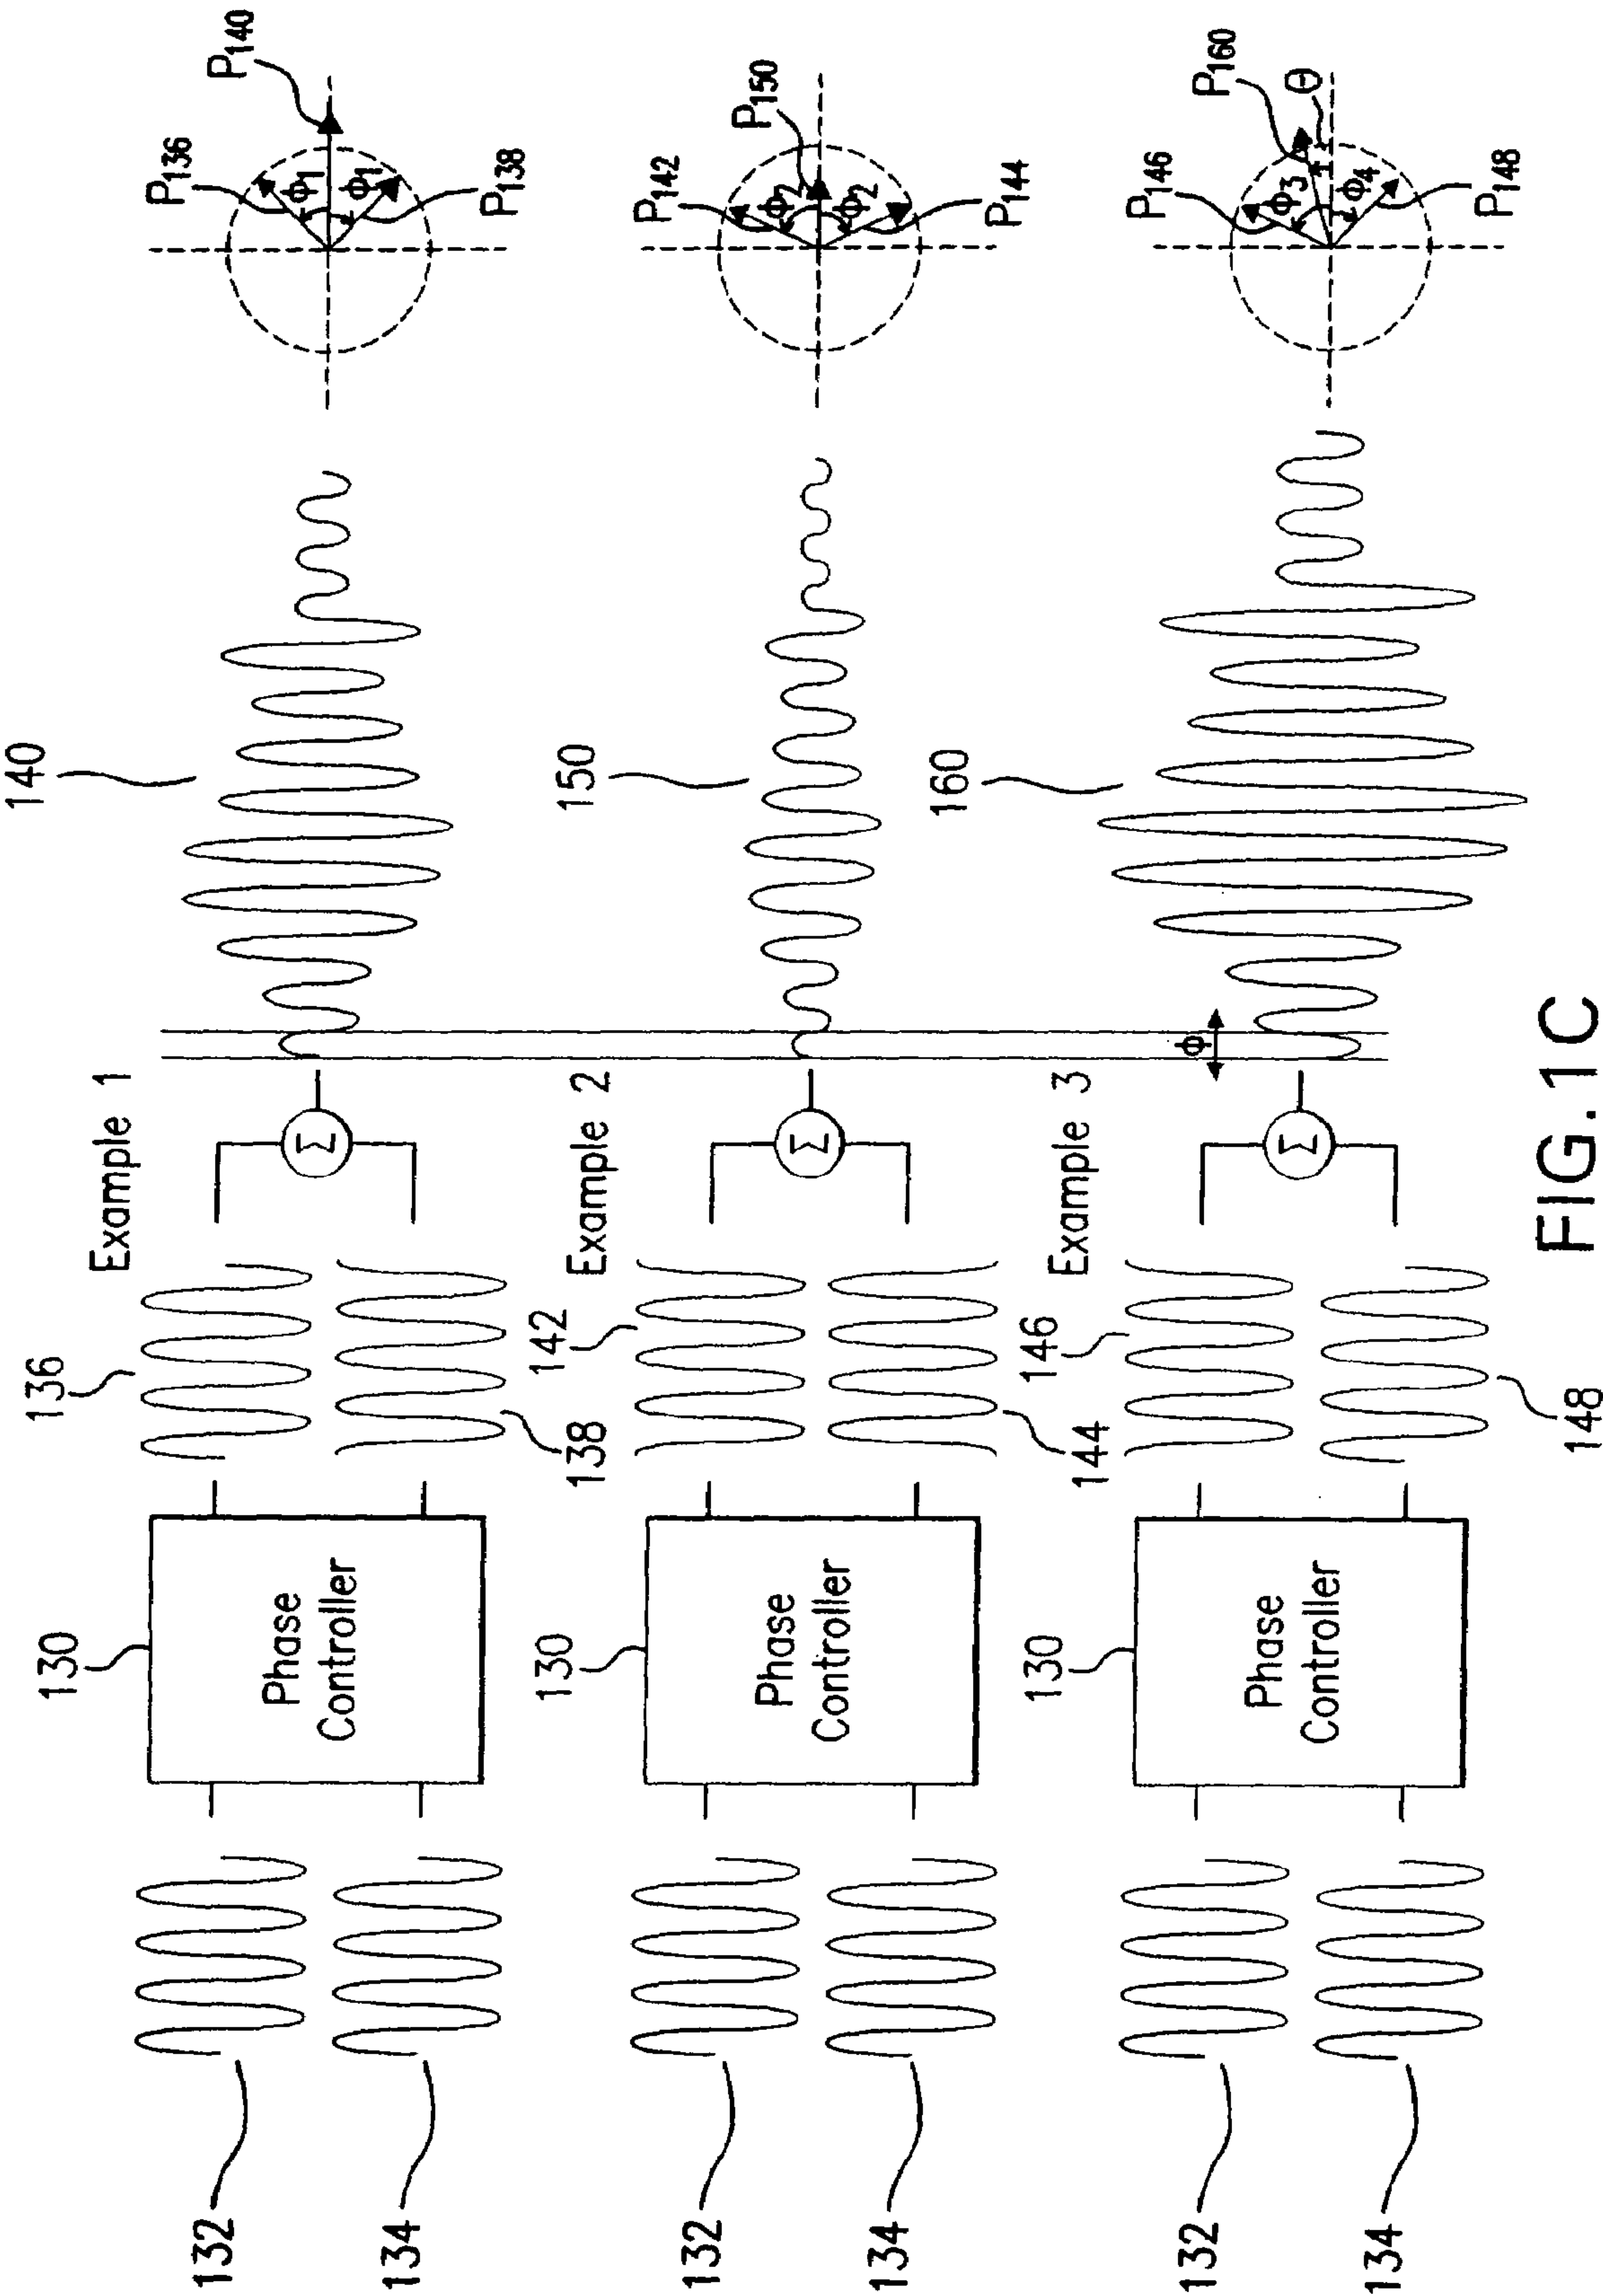 Example 1
132
134
130
Phase
Controller
136
138
Σ
140
P136
ϕ1
ϕ1
P138
P140
Example 2
132
134
130
Phase
Controller
142
144
Σ
150
P142
ϕ2
ϕ2
P144
P150
Example 3
132
134
130
Phase
Controller
146
148
Σ
Φ
160
P146
ϕ3
ϕ4
P148
P160
Θ
FIG.1C